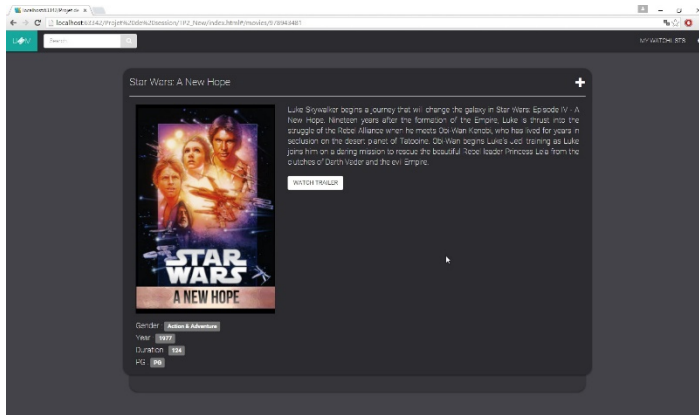 localhost:63342/Projet%20de%20session/TP2_New/index.html#/movies/979943481
Search
MY WATCHLISTS
Star Wars: A New Hope
Luke Skywalker begins a journey that will change the galaxy in Star Wars: Episode IV - A
New Hope. Nineteen years after the formation of the Empire, Luke is thrust into the
struggle of the Rebel Alliance when he meets Obi-Wan Kenobi, who has lived for years in
seclusion on the desert planet of Tatooine. Obi-Wan begins Luke's Jedi training as Luke
joins him on a daring mission to rescue the beautiful Rebel leader Princess Leia from the
clutches of Darth Vader and the evil Empire.
WATCH TRAILER
STAR
WARS
A NEW HOPE
Gender: Action & Adventure
Year: 1977
Duration: 124
PG: PG